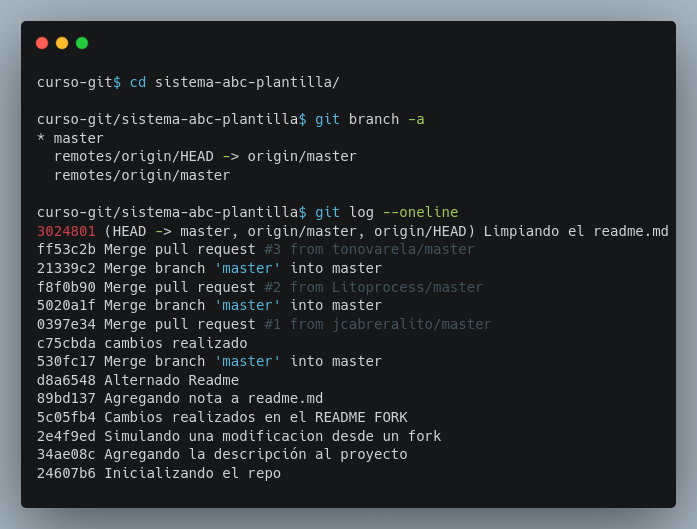 curso-git$ cd sistema-abc-plantilla/
curso-git/sistema-abc-plantilla$ git branch -a
* master
  remotes/origin/HEAD -> origin/master
  remotes/origin/master
curso-git/sistema-abc-plantilla$ git log --oneline
3024801 (HEAD -> master, origin/master, origin/HEAD) Limpiando el readme.md
ff53c2b Merge pull request #3 from tonovarela/master
21339c2 Merge branch 'master' into master
f8f0b90 Merge pull request #2 from Litoprocess/master
5020a1f Merge branch 'master' into master
0397e34 Merge pull request #1 from jcabreralito/master
c75cbda cambios realizado
530fc17 Merge branch 'master' into master
d8a6548 Alternado Readme
89bd137 Agregando nota a readme.md
5c05fb4 Cambios realizados en el README FORK
2e4f9ed Simulando una modificacion desde un fork
34ae08c Agregando la descripción al proyecto
24607b6 Inicializando el repo